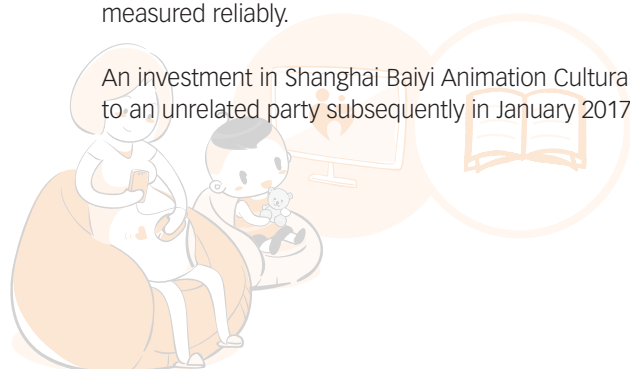 measured reliably.
An investment in Shanghai Baiyi Animation Cultura
to an unrelated party subsequently in January 2017